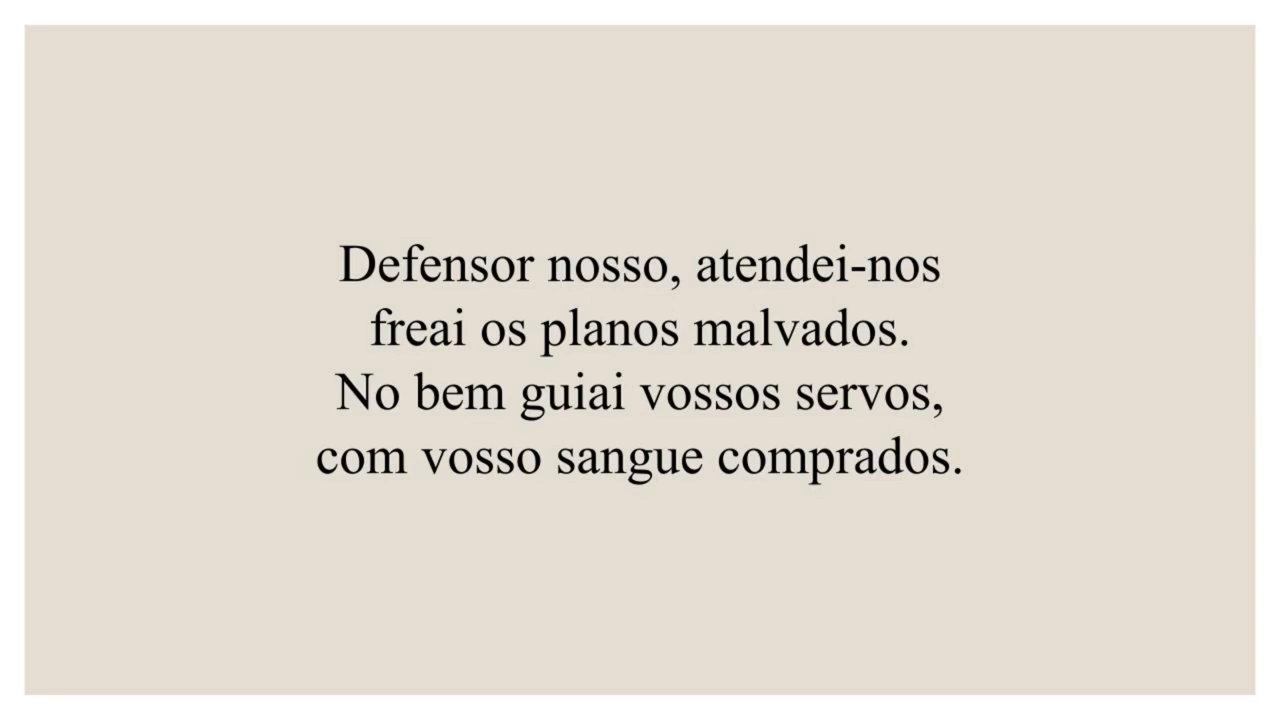 Defensor nosso, atendei-nos
freai os planos malvados.
No bem guiai vossos servos,
com vosso sangue comprados.